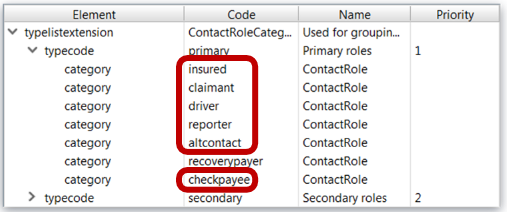 Element Code Name Priority
typelistextension ContactRoleCateg... Used for groupin...
typecode primary Primary roles 1
category insured ContactRole
category claimant ContactRole
category driver ContactRole
category reporter ContactRole
category altcontact ContactRole
category recoverypayer ContactRole
category checkpayee ContactRole
typecode secondary Secondary roles 2